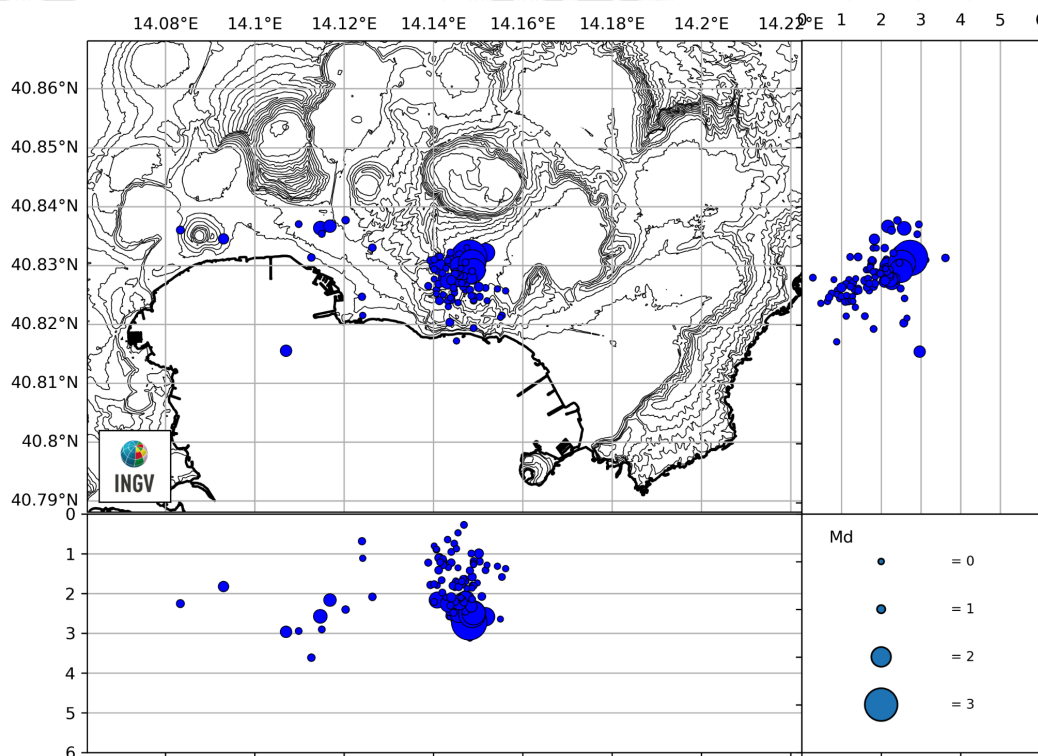 14.08°E 14.1°E 14.12°E 14.14°E 14.16°E 14.18°E 14.2°E 14.22°E
0 1 2 3 4 5 6
40.86°N
40.85°N
40.84°N
40.83°N
40.82°N
40.81°N
40.8°N
40.79°N
INGV
0
1
2
3
4
5
6
Md
= 0
= 1
= 2
= 3